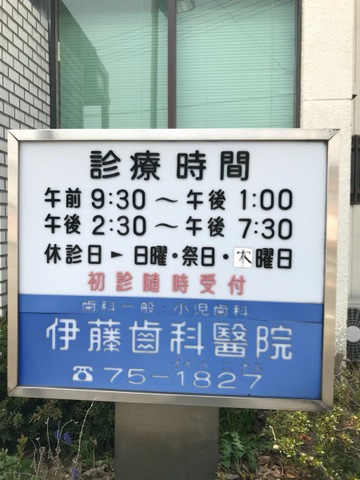 診療時間
午前 9:30 ～ 午後 1:00
午後 2:30 ～ 午後 7:30
休診日► 日曜・祭日・木曜日
初診随時受付
歯科一般・小児歯科
伊藤歯科醫院
☎75-1827